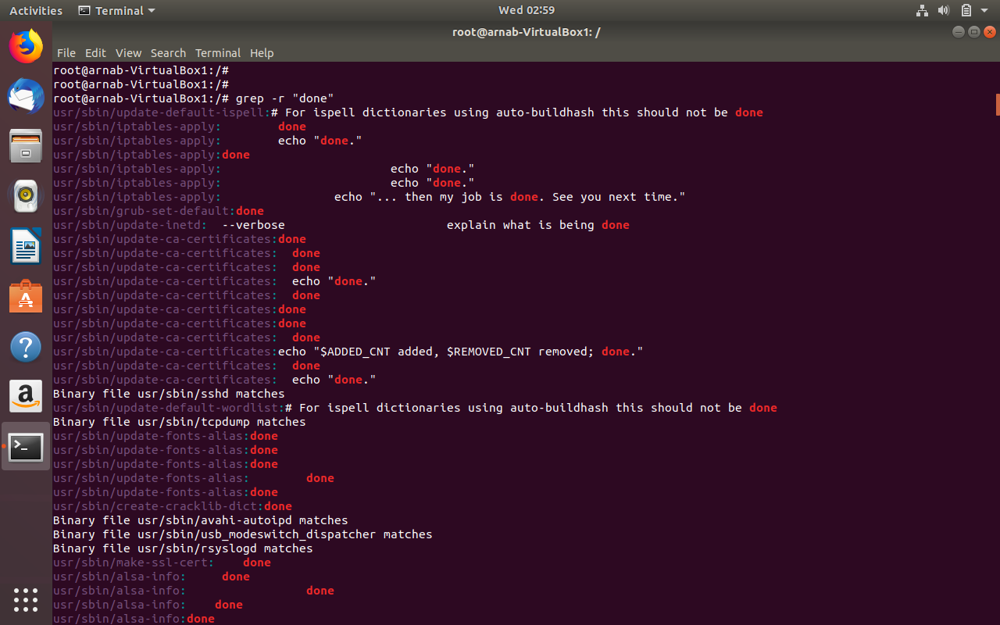 Activities Terminal Wed 02:59
root@arnab-VirtualBox1: /
File Edit View Search Terminal Help
root@arnab-VirtualBox1:/#
root@arnab-VirtualBox1:/#
root@arnab-VirtualBox1:/# grep -r "done"
usr/sbin/update-default-ispell:# For ispell dictionaries using auto-buildhash this should not be done
usr/sbin/iptables-apply:        done
usr/sbin/iptables-apply:        echo "done."
usr/sbin/iptables-apply:done
usr/sbin/iptables-apply:                        echo "done."
usr/sbin/iptables-apply:                        echo "done."
usr/sbin/iptables-apply:                echo "... then my job is done. See you next time."
usr/sbin/grub-set-default:done
usr/sbin/update-inetd:  --verbose                       explain what is being done
usr/sbin/update-ca-certificates:done
usr/sbin/update-ca-certificates:  done
usr/sbin/update-ca-certificates:  done
usr/sbin/update-ca-certificates:  echo "done."
usr/sbin/update-ca-certificates:  done
usr/sbin/update-ca-certificates:done
usr/sbin/update-ca-certificates:done
usr/sbin/update-ca-certificates:  done
usr/sbin/update-ca-certificates:echo "$ADDED_CNT added, $REMOVED_CNT removed; done."
usr/sbin/update-ca-certificates:  done
usr/sbin/update-ca-certificates:  echo "done."
Binary file usr/sbin/sshd matches
usr/sbin/update-default-wordlist:# For ispell dictionaries using auto-buildhash this should not be done
Binary file usr/sbin/tcpdump matches
usr/sbin/update-fonts-alias:done
usr/sbin/update-fonts-alias:done
usr/sbin/update-fonts-alias:done
usr/sbin/update-fonts-alias:        done
usr/sbin/update-fonts-alias:done
usr/sbin/create-cracklib-dict:done
Binary file usr/sbin/avahi-autoipd matches
Binary file usr/sbin/usb_modeswitch_dispatcher matches
Binary file usr/sbin/rsyslogd matches
usr/sbin/make-ssl-cert:    done
usr/sbin/alsa-info:     done
usr/sbin/alsa-info:                 done
usr/sbin/alsa-info:    done
usr/sbin/alsa-info:done